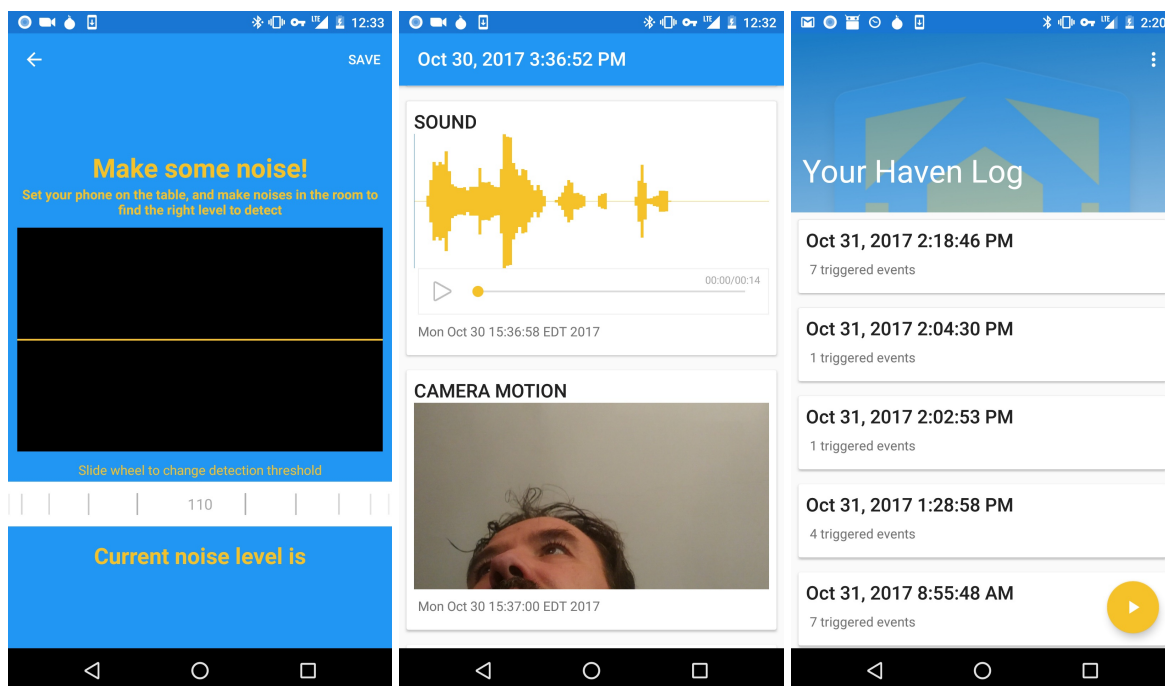 12:33
SAVE
Make some noise!
Set your phone on the table, and make noises in the room to
find the right level to detect
Slide wheel to change detection threshold
110
Current noise level is
LTE 12:32
Oct 30, 2017 3:36:52 PM
SOUND
00:00/00:14
Mon Oct 30 15:36:58 EDT 2017
CAMERA MOTION
Mon Oct 30 15:37:00 EDT 2017
LTE 2:20
Your Haven Log
Oct 31, 2017 2:18:46 PM
7 triggered events
Oct 31, 2017 2:04:30 PM
1 triggered events
Oct 31, 2017 2:02:53 PM
1 triggered events
Oct 31, 2017 1:28:58 PM
4 triggered events
Oct 31, 2017 8:55:48 AM
7 triggered events